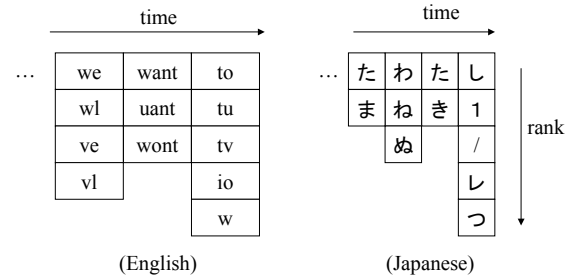 time time
… we want to … た わ た し
wl uant tu ま ね き 1
ve wont tv ぬ /
vl io レ
w つ
rank
(English) (Japanese)